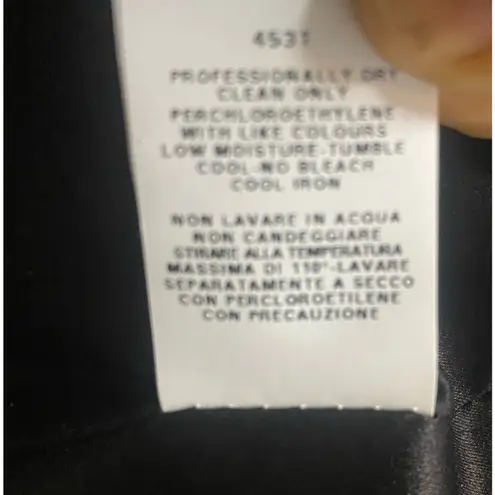 4531
PROFESSIONALLY DRY
CLEAN ONLY
PERCHLOROETHYLENE
WITH LIKE COLOURS
LOW MOISTURE-TUMBLE
COOL-NO BLEACH
COOL IRON
NON LAVARE IN ACQUA
NON CANDEGGIARE
STIRARE ALLA TEMPERATURA
MASSIMA DI 110°-LAVARE
SEPARATAMENTE A SECCO
CON PERCLOROETILENE
CON PRECAUZIONE